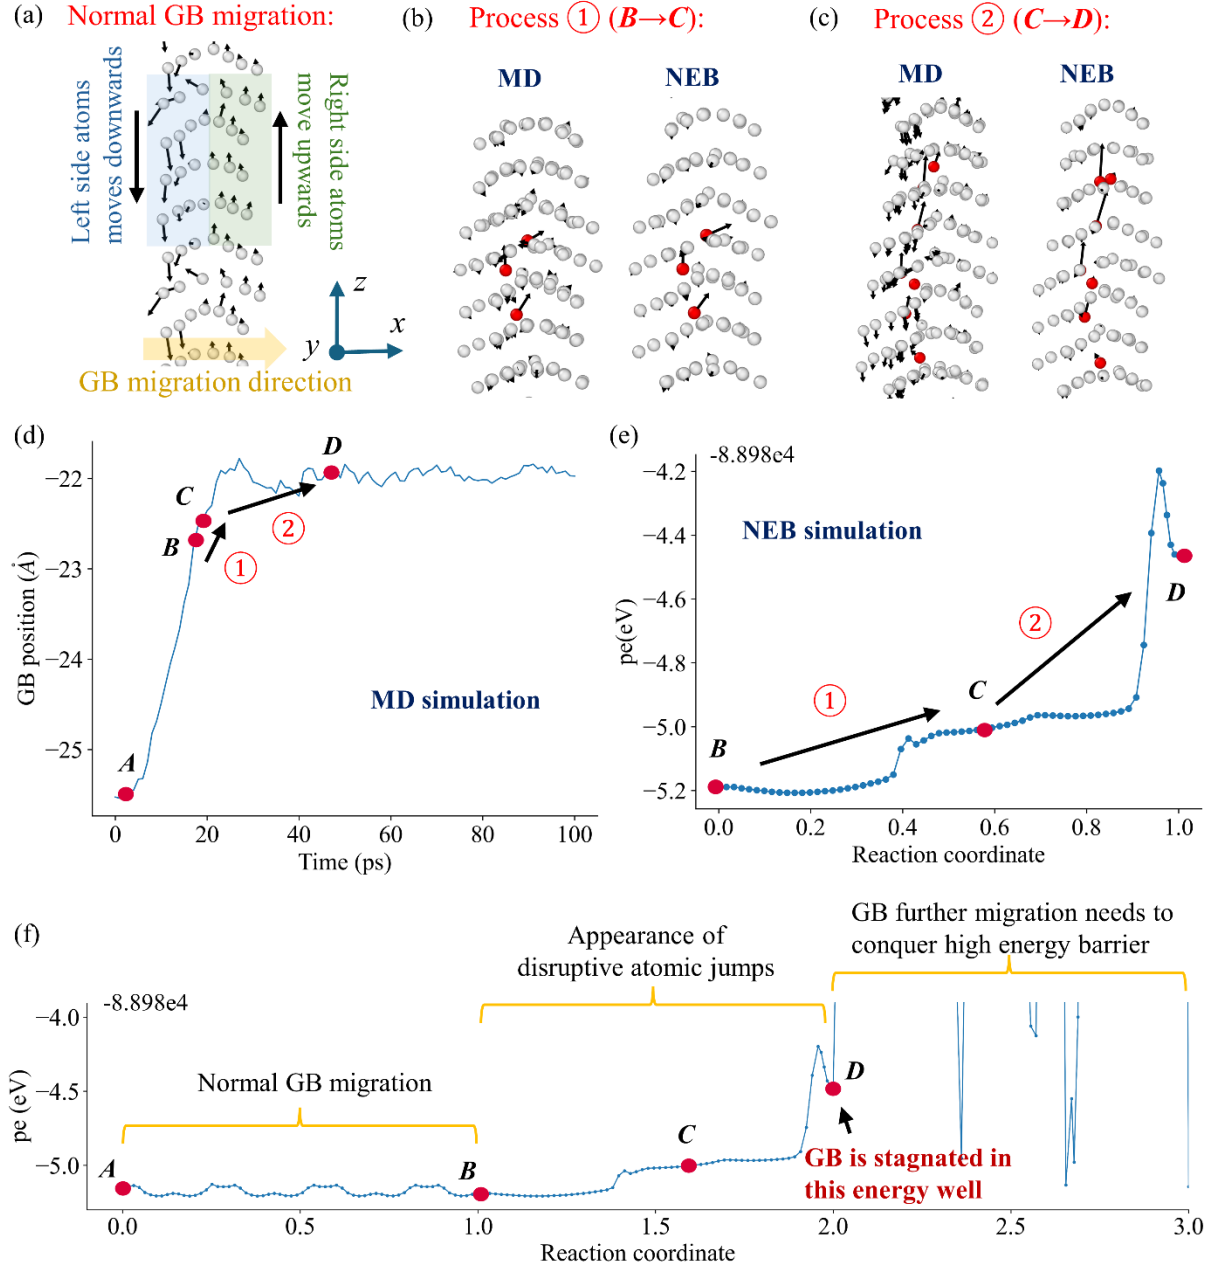 (a)
Normal GB migration:
Left side atoms
moves downwards
Right side atoms
move upwards
z
x
y
GB migration direction
(b)
Process ① (B→C):
MD
NEB
(c)
Process ② (C→D):
MD
NEB
(d)
−22
−23
−24
−25
GB position (Å)
A
B
C
D
①
②
MD simulation
0
20
40
60
80
100
Time (ps)
(e)
-8.898e4
−4.2
−4.4
−4.6
−4.8
−5.0
−5.2
pe(eV)
NEB simulation
B
①
C
②
D
0.0
0.2
0.4
0.6
0.8
1.0
Reaction coordinate
(f)
-8.898e4
−4.0
−4.5
−5.0
pe (eV)
Normal GB migration
Appearance of
disruptive atomic jumps
GB further migration needs to
conquer high energy barrier
A
B
C
D
GB is stagnated in
this energy well
0.0
0.5
1.0
1.5
2.0
2.5
3.0
Reaction coordinate